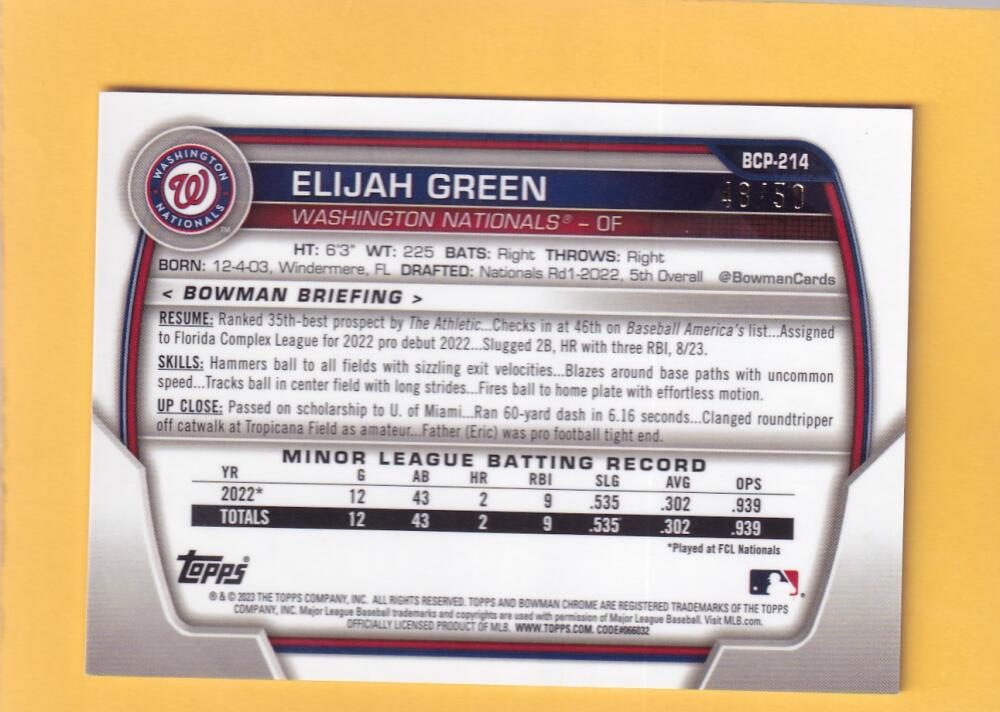 BCP-214
WASHINGTON NATIONALS
W
TM
ELIJAH GREEN
48/50
WASHINGTON NATIONALS® – OF
HT: 6'3" WT: 225 BATS: Right THROWS: Right
BORN: 12-4-03, Windermere, FL DRAFTED: Nationals Rd1-2022, 5th Overall @BowmanCards
< BOWMAN BRIEFING >
RESUME: Ranked 35th-best prospect by The Athletic...Checks in at 46th on Baseball America's list...Assigned
to Florida Complex League for 2022 pro debut 2022...Slugged 2B, HR with three RBI, 8/23.
SKILLS: Hammers ball to all fields with sizzling exit velocities...Blazes around base paths with uncommon
speed...Tracks ball in center field with long strides...Fires ball to home plate with effortless motion.
UP CLOSE: Passed on scholarship to U. of Miami...Ran 60-yard dash in 6.16 seconds...Clanged roundtripper
off catwalk at Tropicana Field as amateur...Father (Eric) was pro football tight end.
MINOR LEAGUE BATTING RECORD
YR G AB HR RBI SLG AVG OPS
2022* 12 43 2 9 .535 .302 .939
TOTALS 12 43 2 9 .535 .302 .939
*Played at FCL Nationals
Topps®
® & © 2023 THE TOPPS COMPANY, INC. ALL RIGHTS RESERVED. TOPPS AND BOWMAN CHROME ARE REGISTERED TRADEMARKS OF THE TOPPS
COMPANY, INC. Major League Baseball trademarks and copyrights are used with permission of Major League Baseball. Visit MLB.com.
OFFICIALLY LICENSED PRODUCT OF MLB. WWW.TOPPS.COM. CODE#066032